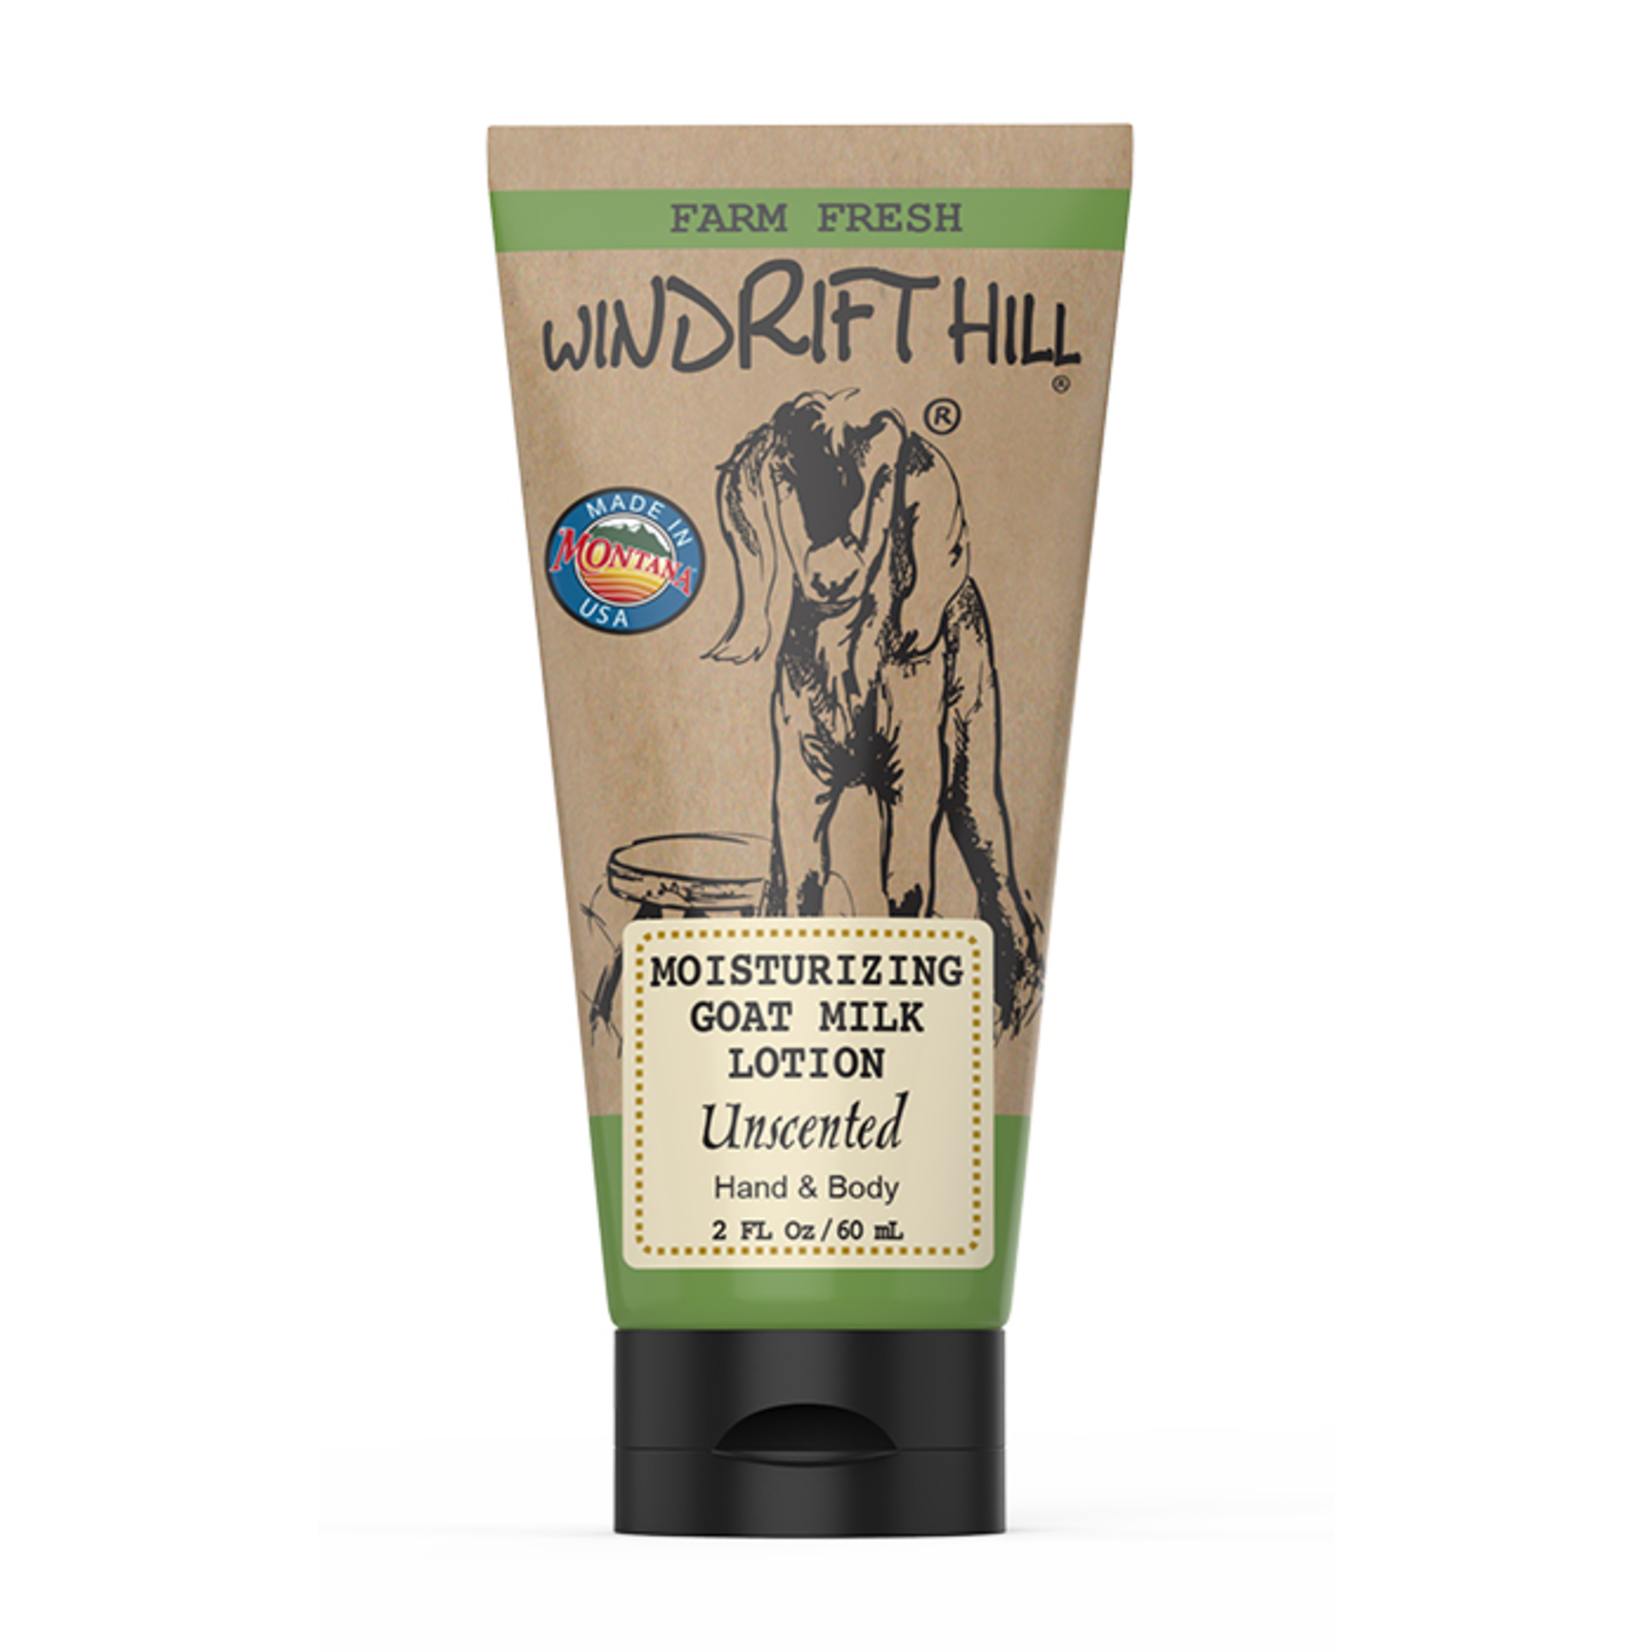 FARM FRESH
WINDRIFT HILL
®
®
MADE IN
MONTANA
USA
MOISTURIZING
GOAT MILK
LOTION
Unscented
Hand & Body
2 FL Oz/60 mL